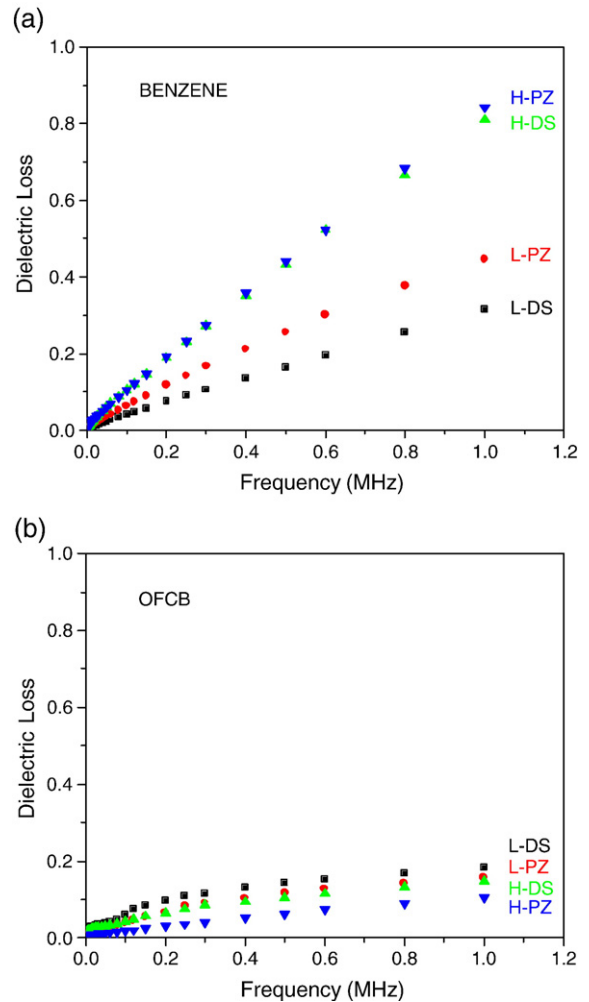 (a)
1.0
BENZENE
H-PZ
0.8
H-DS
Dielectric Loss
0.6
L-PZ
0.4
L-DS
0.2
0.0
0.0 0.2 0.4 0.6 0.8 1.0 1.2
Frequency (MHz)
(b)
1.0
OFCB
0.8
Dielectric Loss
0.6
0.4
L-DS
0.2
L-PZ
H-DS
H-PZ
0.0
0.0 0.2 0.4 0.6 0.8 1.0 1.2
Frequency (MHz)